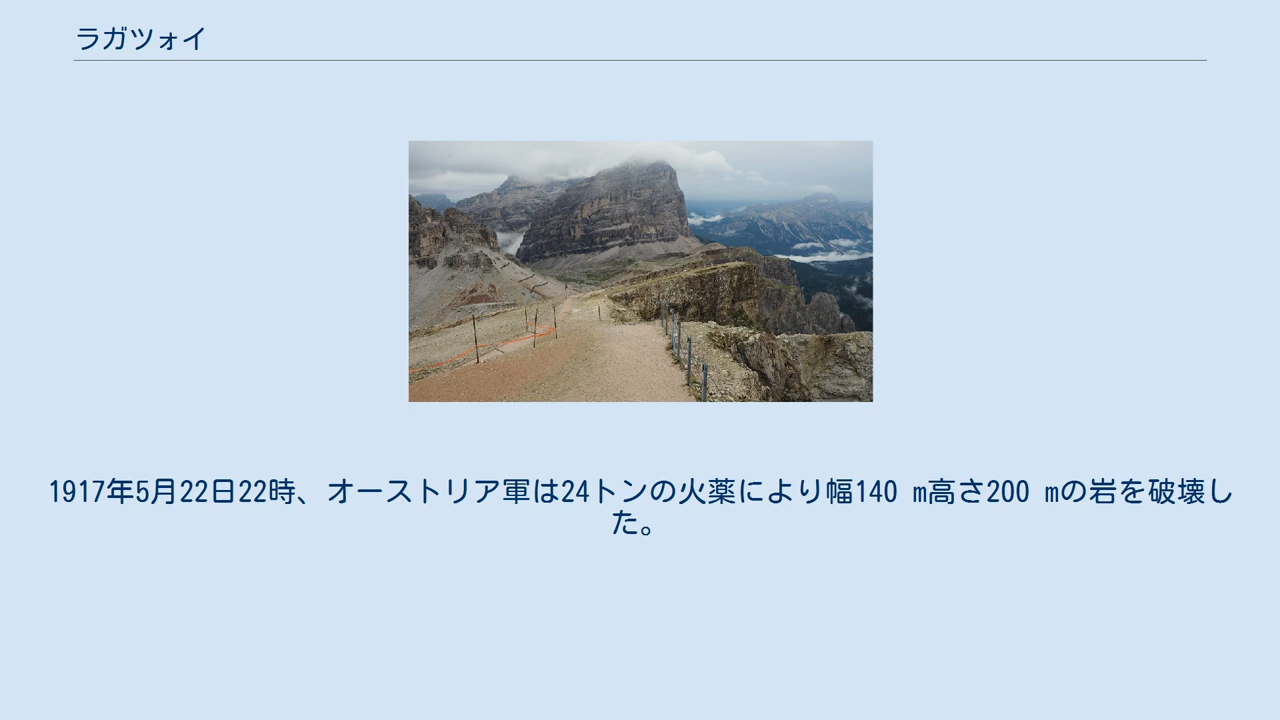 ラガツォイ
1917年5月22日22時、オーストリア軍は24トンの火薬により幅140 m高さ200 mの岩を破壊し
た。